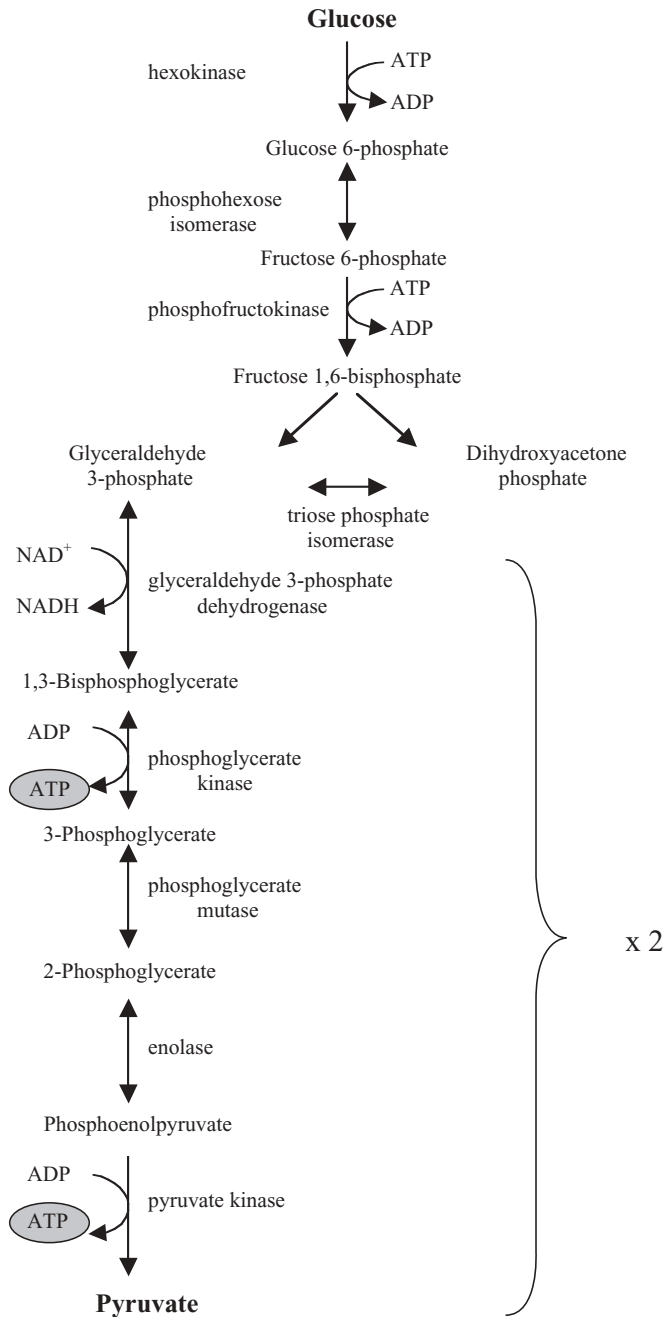 Glucose
hexokinase
ATP
ADP
Glucose 6-phosphate
phosphohexose
isomerase
Fructose 6-phosphate
phosphofructokinase
ATP
ADP
Fructose 1,6-bisphosphate
Glyceraldehyde
3-phosphate
Dihydroxyacetone
phosphate
triose phosphate
isomerase
NAD+
NADH
glyceraldehyde 3-phosphate
dehydrogenase
1,3-Bisphosphoglycerate
ADP
ATP
phosphoglycerate
kinase
3-Phosphoglycerate
phosphoglycerate
mutase
x 2
2-Phosphoglycerate
enolase
Phosphoenolpyruvate
ADP
ATP
pyruvate kinase
Pyruvate